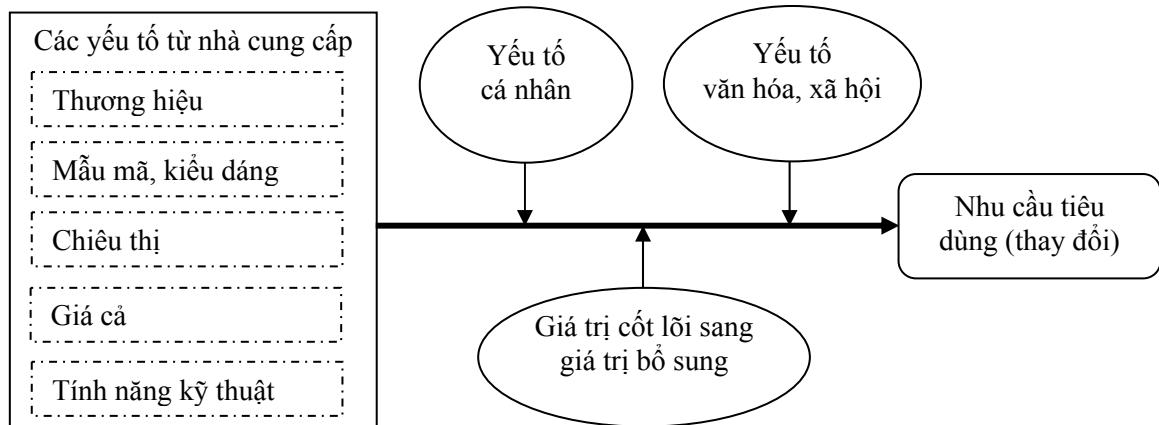 Các yếu tố từ nhà cung cấp
Thương hiệu
Mẫu mã, kiểu dáng
Chiêu thị
Giá cả
Tính năng kỹ thuật
Yếu tố
cá nhân
Yếu tố
văn hóa, xã hội
Giá trị cốt lõi sang
giá trị bổ sung
Nhu cầu tiêu
dùng (thay đổi)